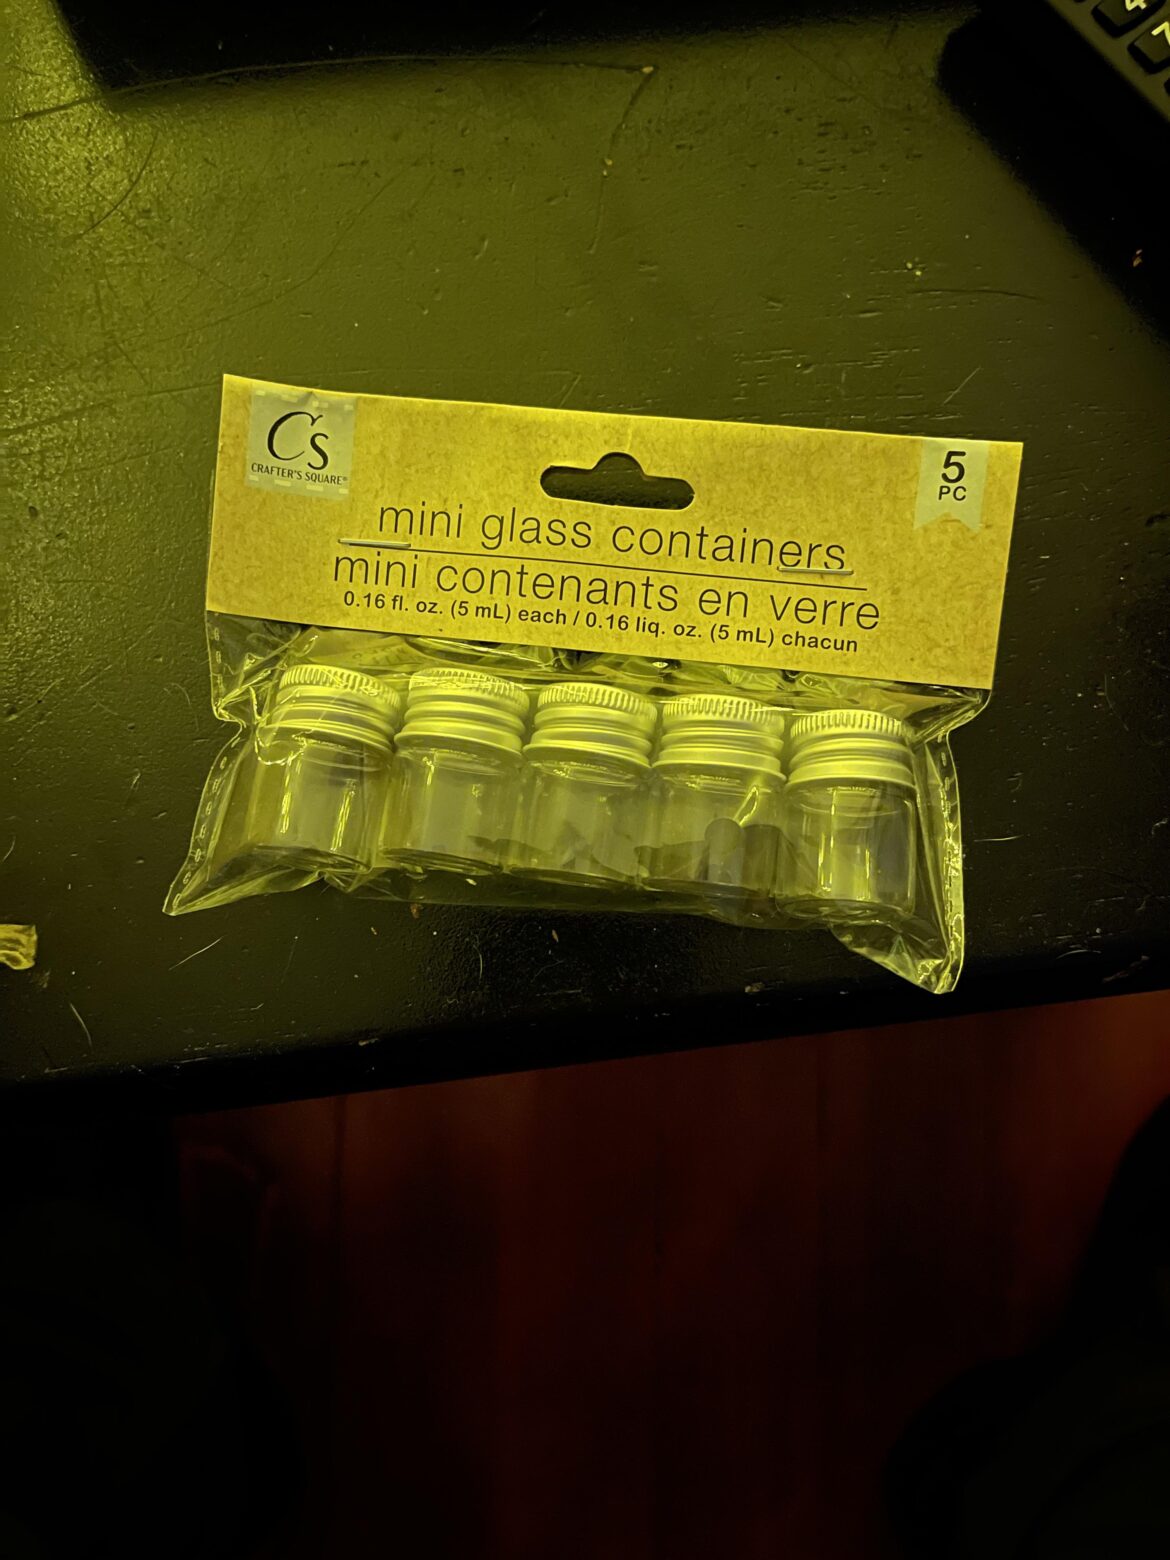 Cs
CRAFTER'S SQUARE®
5
PC
mini glass containers
mini contenants en verre
0.16 fl. oz. (5 mL) each / 0.16 liq. oz. (5 mL) chacun